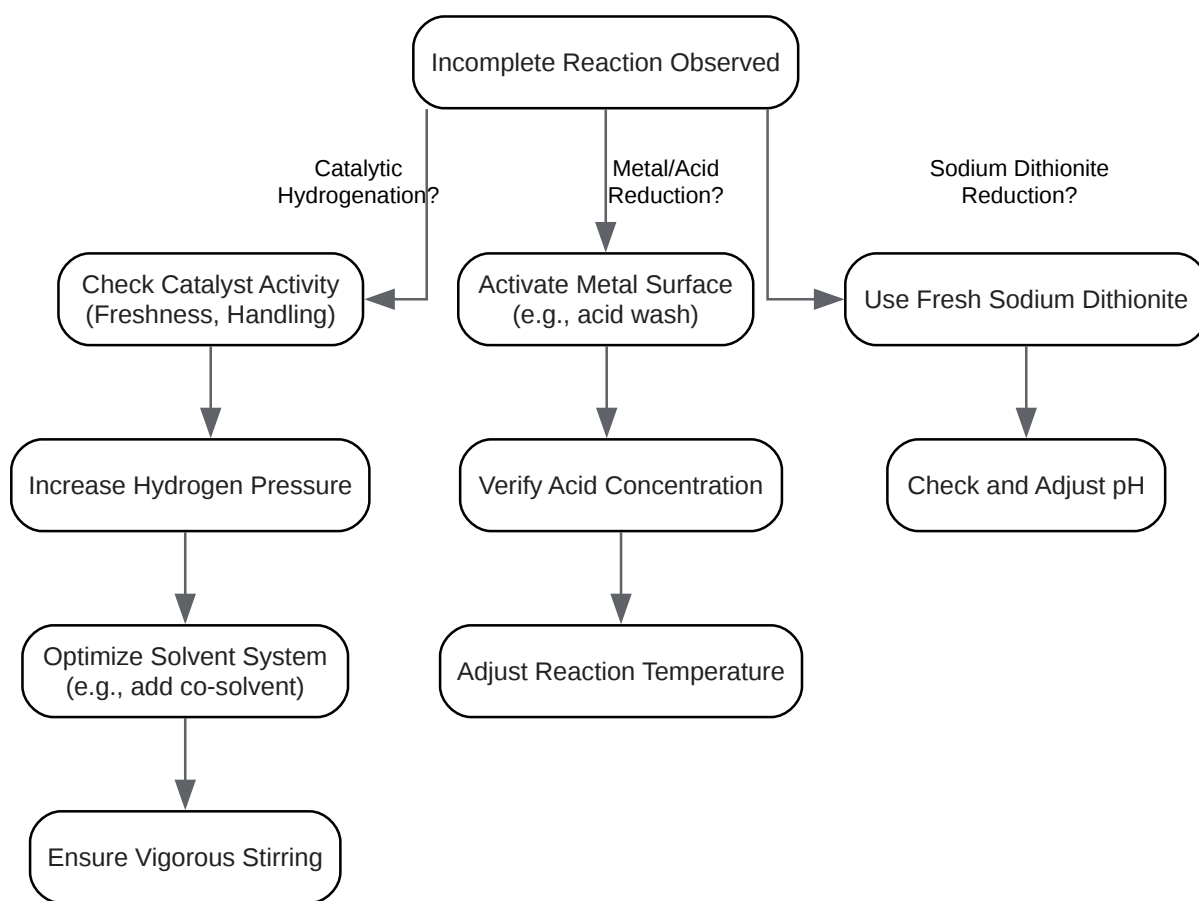 Incomplete Reaction Observed
Catalytic
Hydrogenation?
Metal/Acid
Reduction?
Sodium Dithionite
Reduction?
Check Catalyst Activity
(Freshness, Handling)
Activate Metal Surface
(e.g., acid wash)
Use Fresh Sodium Dithionite
Increase Hydrogen Pressure
Verify Acid Concentration
Check and Adjust pH
Optimize Solvent System
(e.g., add co-solvent)
Adjust Reaction Temperature
Ensure Vigorous Stirring